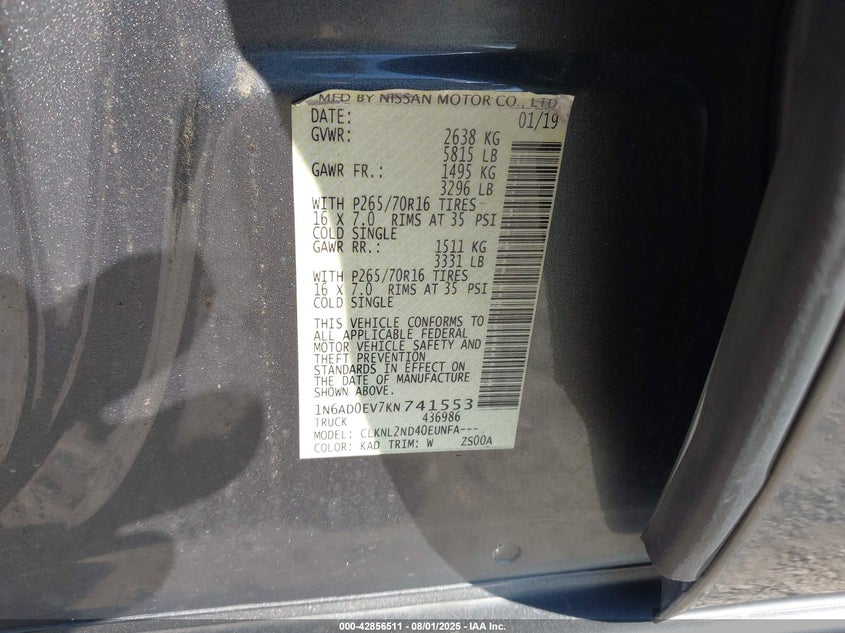 MFD BY NISSAN MOTOR CO., LTD.
DATE: 01/19
GVWR: 2638 KG
5815 LB
GAWR FR.: 1495 KG
3296 LB
WITH P265/70R16 TIRES
16 X 7.0 RIMS AT 35 PSI
COLD SINGLE
GAWR RR.: 1511 KG
3331 LB
WITH P265/70R16 TIRES
16 X 7.0 RIMS AT 35 PSI
COLD SINGLE
THIS VEHICLE CONFORMS TO
ALL APPLICABLE FEDERAL
MOTOR VEHICLE SAFETY AND
THEFT PREVENTION
STANDARDS IN EFFECT ON
THE DATE OF MANUFACTURE
SHOWN ABOVE.
1N6AD0EV7KN741553
TRUCK 436986
MODEL: CLKNL2ND40EUNFA---
COLOR: KAD TRIM: W ZS00A
000-42856511 - 08/01/2025 - IAA Inc.